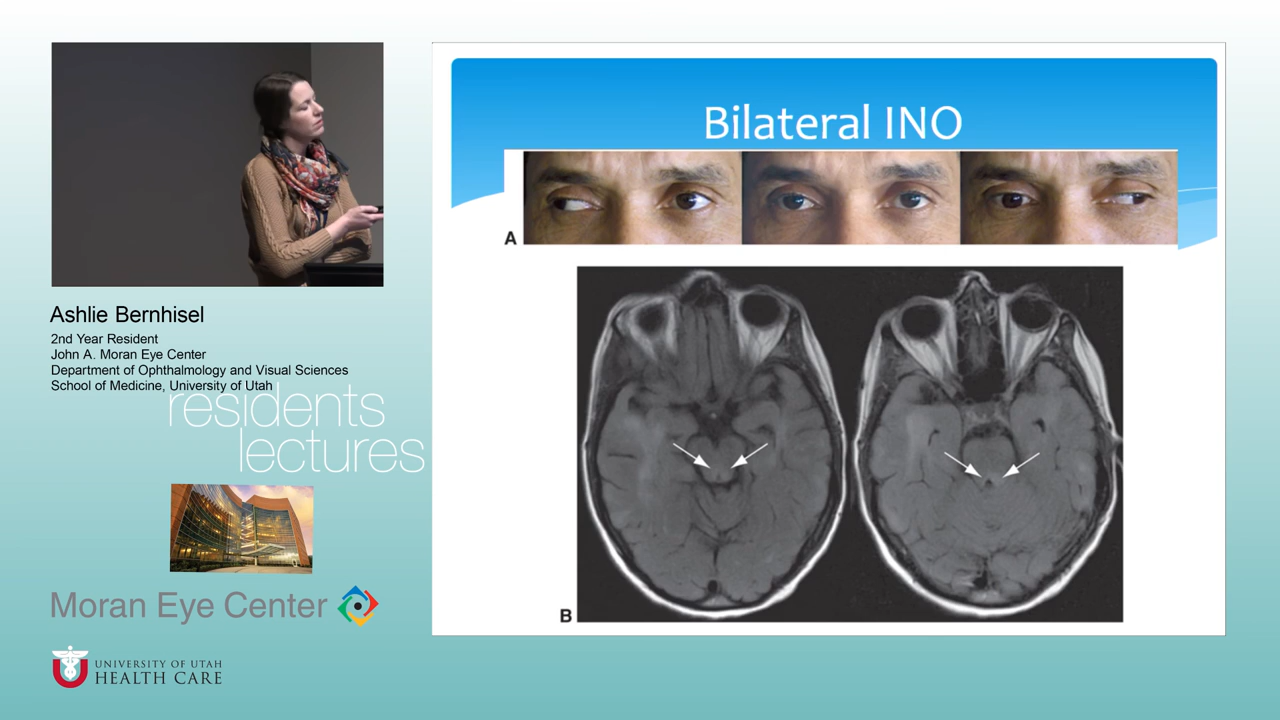 Ashlie Bernhisel
2nd Year Resident
John A. Moran Eye Center
Department of Ophthalmology and Visual Sciences
School of Medicine, University of Utah
residents
lectures
Moran Eye Center
UNIVERSITY OF UTAH
HEALTH CARE
Bilateral INO
A
B